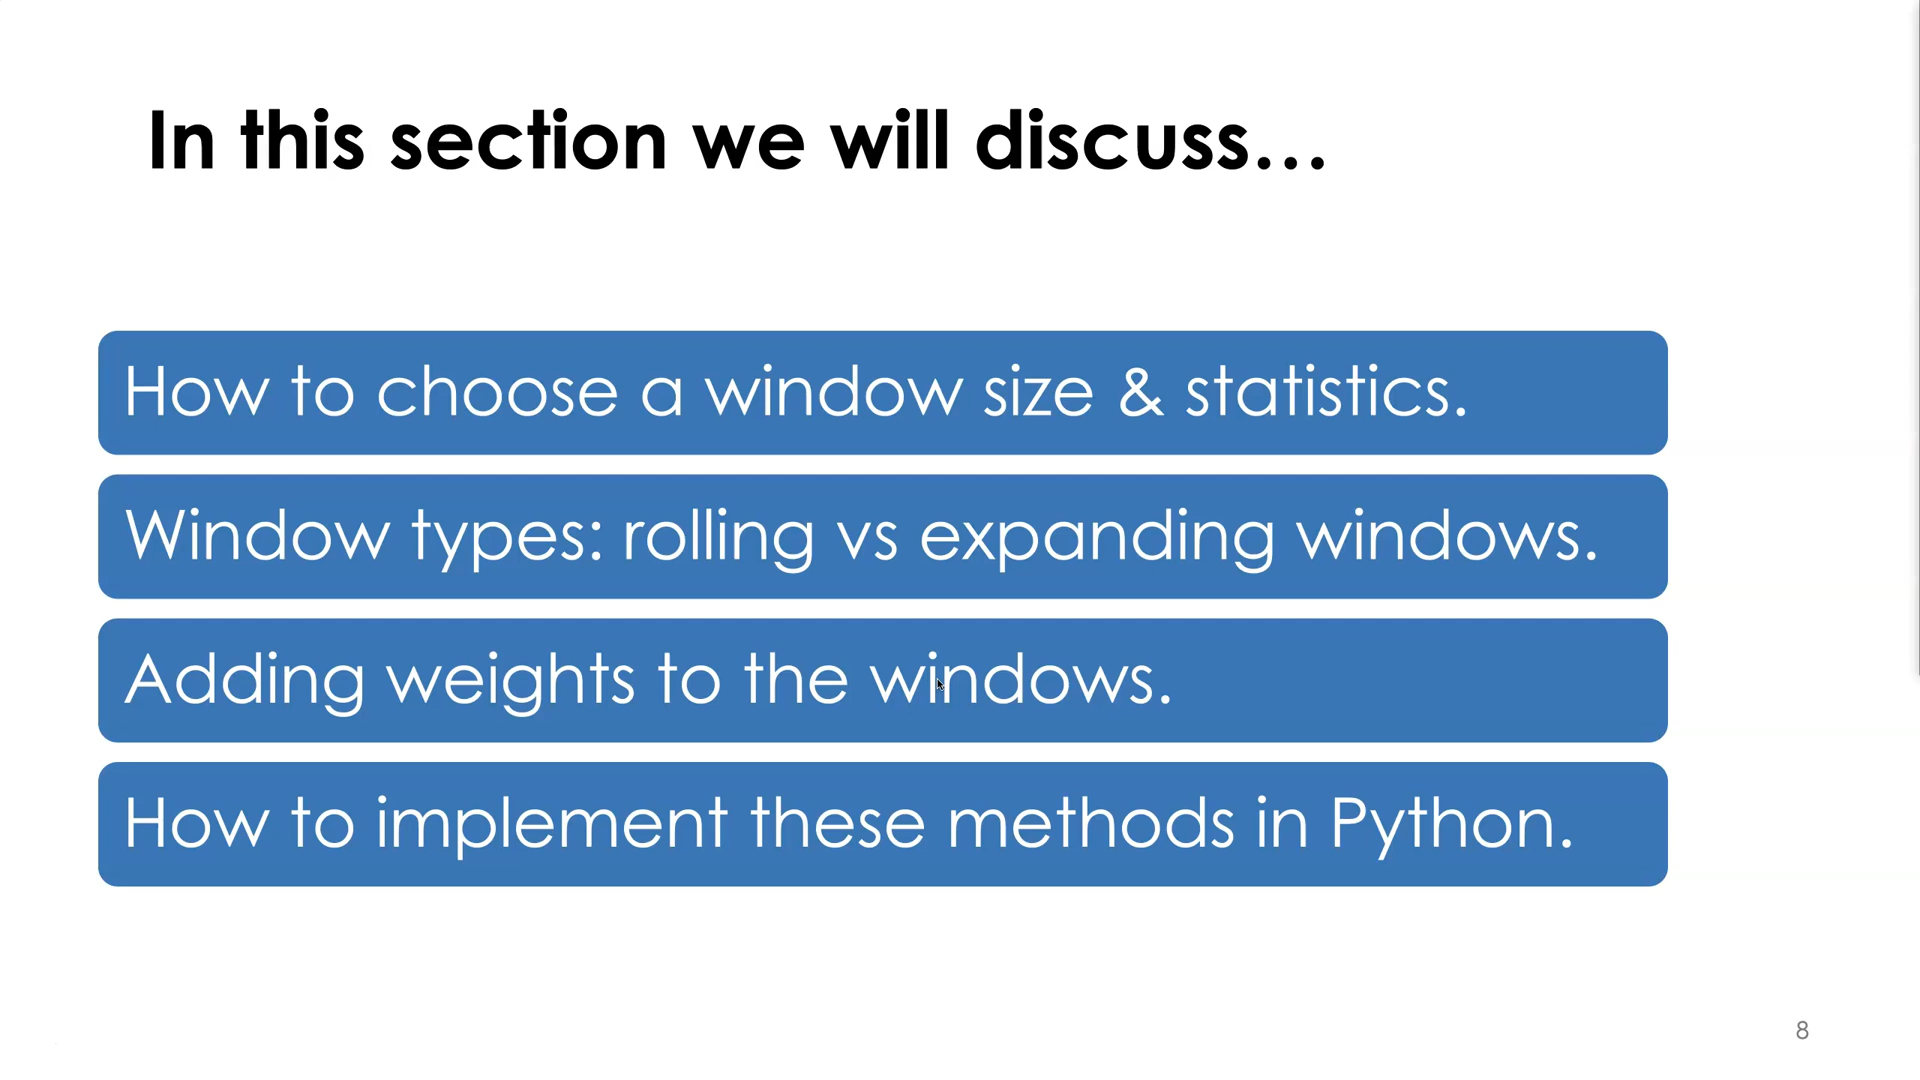 In this section we will discuss…
How to choose a window size & statistics.
Window types: rolling vs expanding windows.
Adding weights to the windows.
How to implement these methods in Python.
8